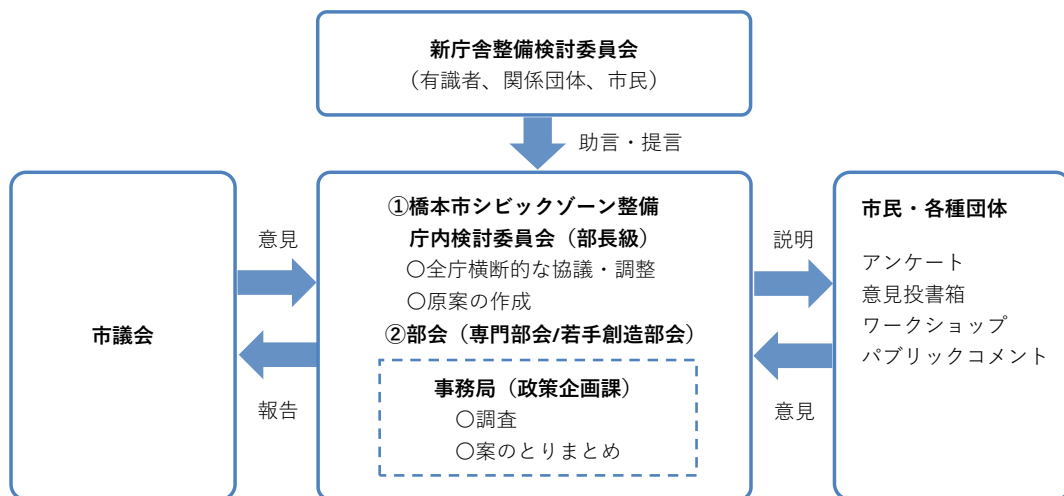 新庁舎整備検討委員会
（有識者、関係団体、市民）
助言・提言
市議会
意見
報告
①橋本市シビックゾーン整備
庁内検討委員会（部長級）
○全庁横断的な協議・調整
○原案の作成
②部会（専門部会/若手創造部会）
事務局（政策企画課）
○調査
○案のとりまとめ
説明
意見
市民・各種団体
アンケート
意見投書箱
ワークショップ
パブリックコメント